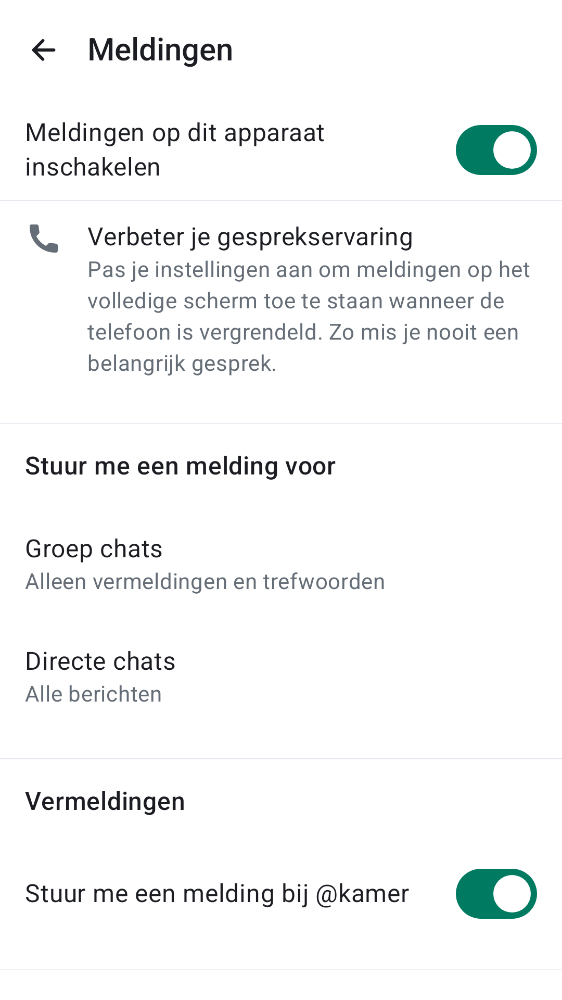 Meldingen
Meldingen op dit apparaat
inschakelen
Verbeter je gesprekservaring
Pas je instellingen aan om meldingen op het
volledige scherm toe te staan wanneer de
telefoon is vergrendeld. Zo mis je nooit een
belangrijk gesprek.
Stuur me een melding voor
Groep chats
Alleen vermeldingen en trefwoorden
Directe chats
Alle berichten
Vermeldingen
Stuur me een melding bij @kamer